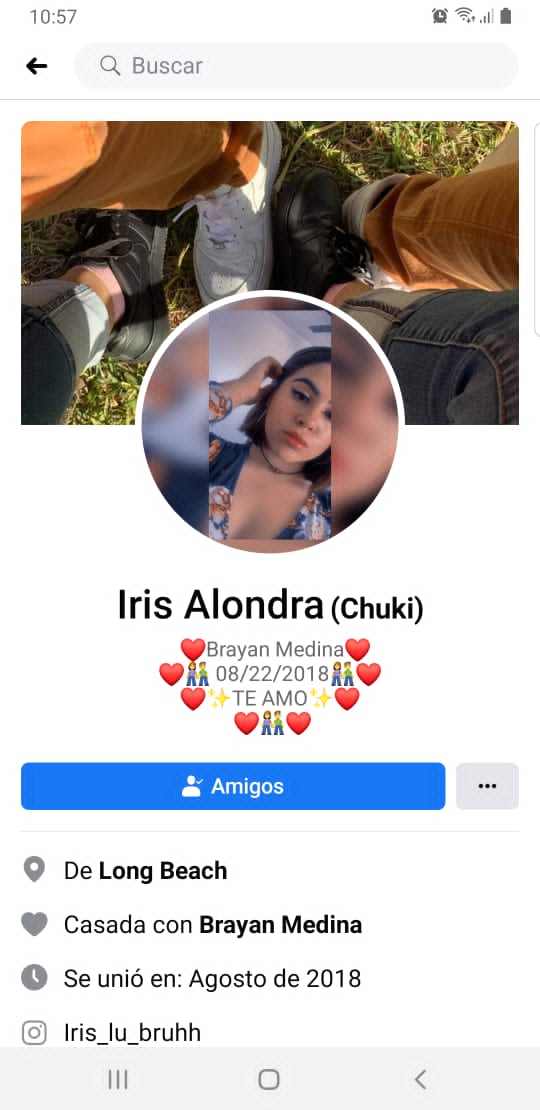 10:57
Buscar
Iris Alondra (Chuki)
❤️Brayan Medina❤️
❤️👫 08/22/2018👫❤️
❤️✨TE AMO✨❤️
❤️👫❤️
Amigos
De Long Beach
Casada con Brayan Medina
Se unió en: Agosto de 2018
Iris_lu_bruhh